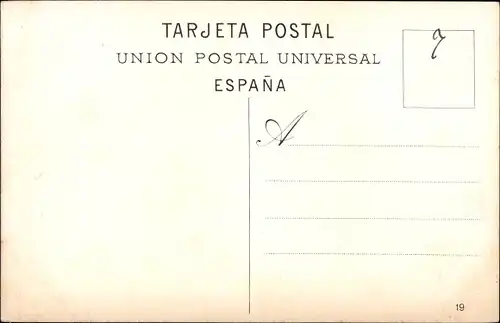 TARJETA POSTAL
UNION POSTAL UNIVERSAL
ESPAÑA
7
A
19